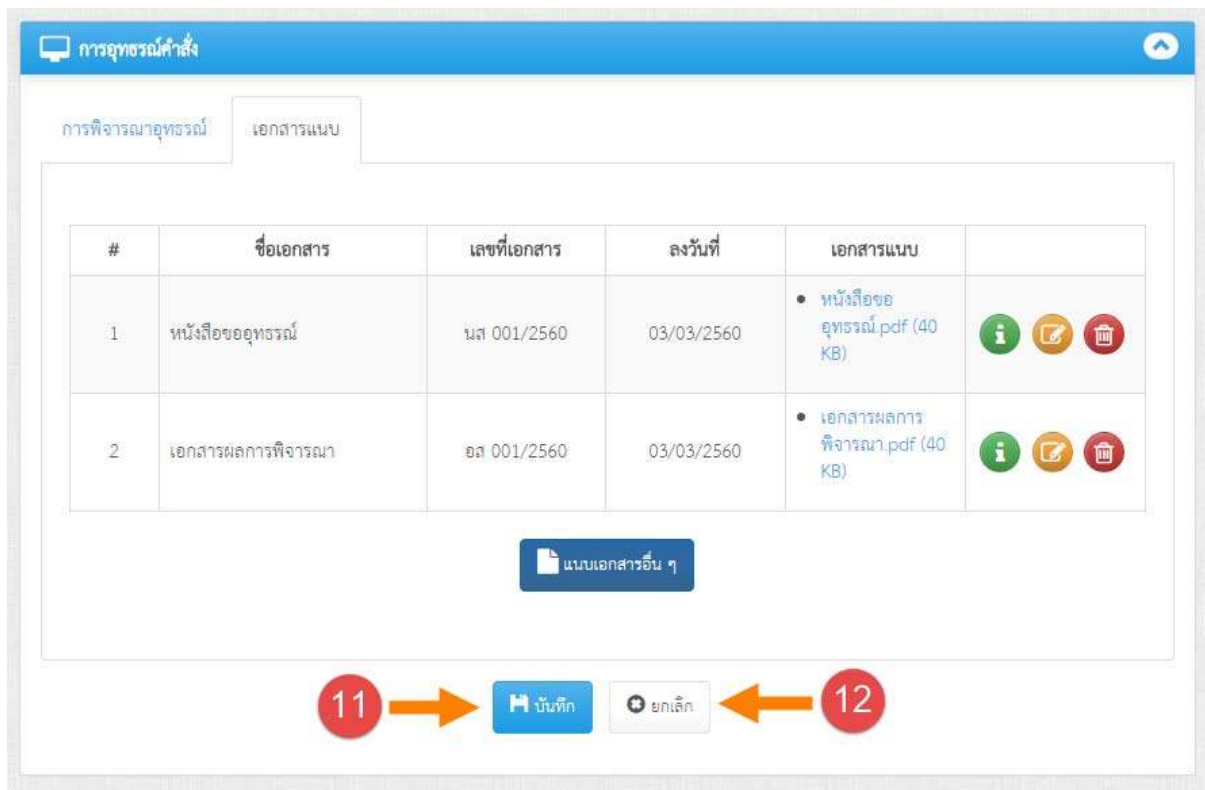 การอุทธรณ์คำสั่ง
การพิจารณาอุทธรณ์ เอกสารแนบ
# ชื่อเอกสาร เลขที่เอกสาร ลงวันที่ เอกสารแนบ
1 หนังสือขออุทธรณ์ นส 001/2560 03/03/2560
หนังสือขอ
อุทธรณ์.pdf (40
KB)
2 เอกสารผลการพิจารณา อส 001/2560 03/03/2560
เอกสารผลการ
พิจารณา.pdf (40
KB)
แนบเอกสารอื่น ๆ
11 บันทึก ยกเลิก 12